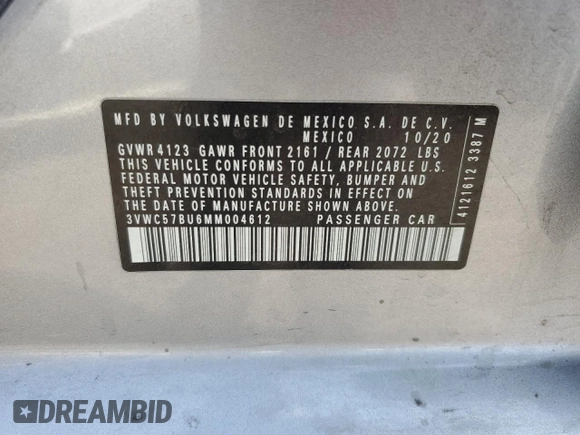 MFD BY VOLKSWAGEN DE MEXICO S.A. DE C.V.
MEXICO 10/20
GVWR 4123 GAWR FRONT 2161 / REAR 2072 LBS
THIS VEHICLE CONFORMS TO ALL APPLICABLE U.S.
FEDERAL MOTOR VEHICLE SAFETY, BUMPER AND
THEFT PREVENTION STANDARDS IN EFFECT ON
THE DATE OF MANUFACTURE SHOWN ABOVE.
3VWC57BU6MM004612 PASSENGER CAR
4121612 3387 M
DREAMBID